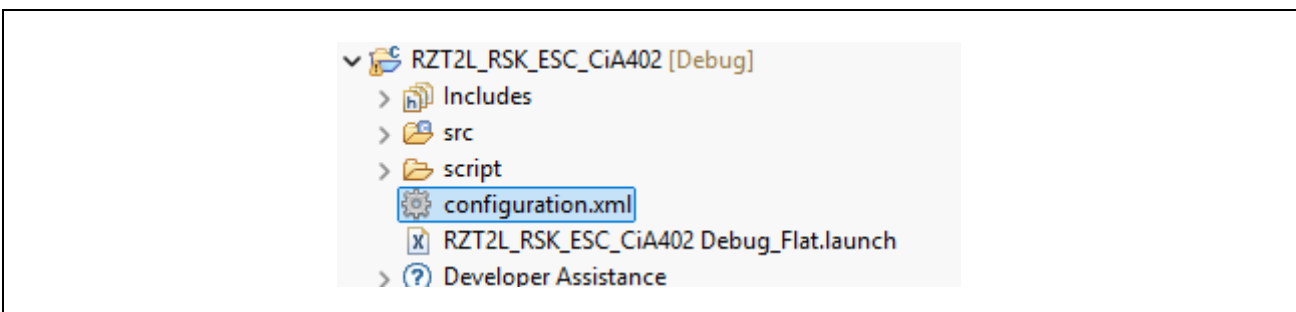 RZT2L_RSK_ESC_CiA402 [Debug]
Includes
src
script
configuration.xml
RZT2L_RSK_ESC_CiA402 Debug_Flat.launch
Developer Assistance